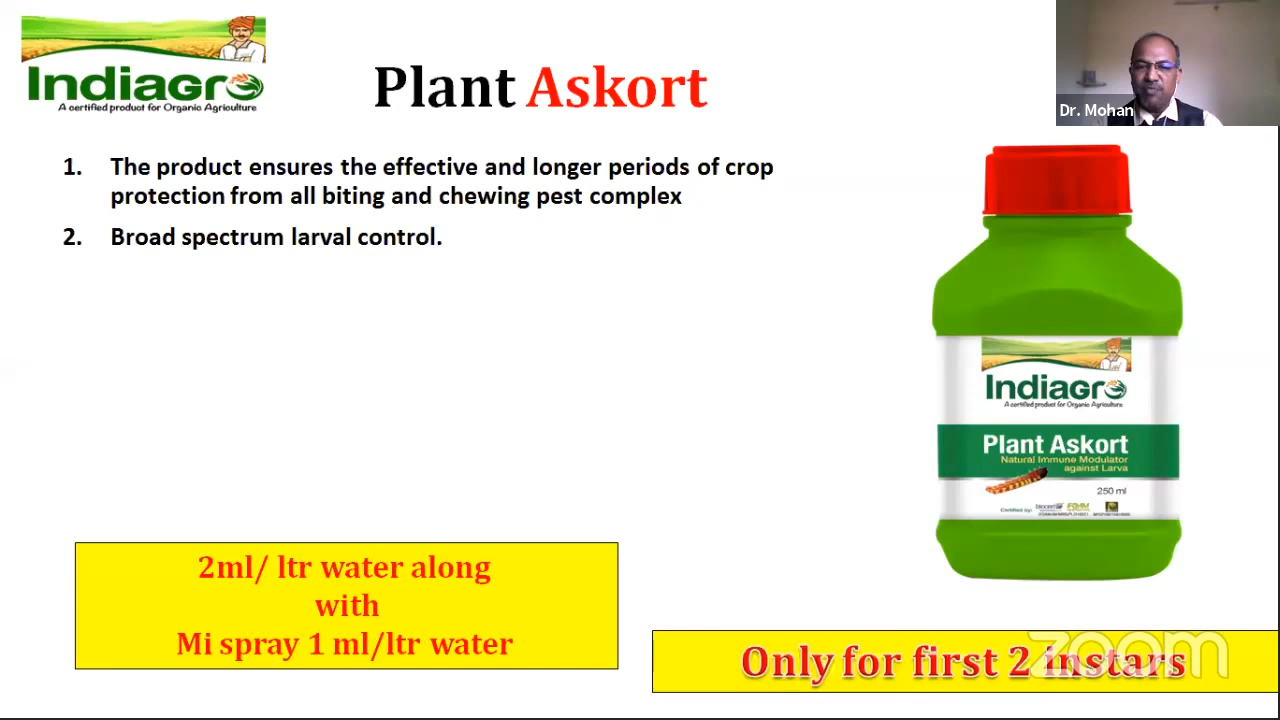 Indiagro
A certified product for Organic Agriculture
Plant Askort
Dr. Mohan
1. The product ensures the effective and longer periods of crop
protection from all biting and chewing pest complex
2. Broad spectrum larval control.
Indiagro
A certified product for Organic Agriculture
Plant Askort
Natural Immune Modulator
against Larva
250 ml
Certified by:
2ml/ ltr water along
with
Mi spray 1 ml/ltr water
Only for first 2 instars
zoom